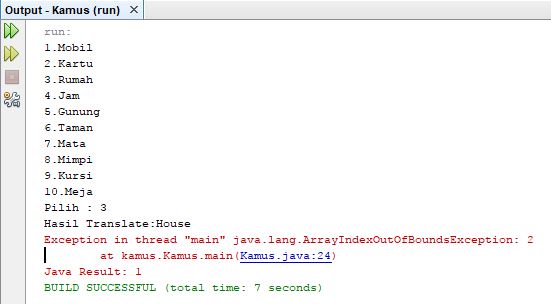 Output - Kamus (run)
run:
1.Mobil
2.Kartu
3.Rumah
4.Jam
5.Gunung
6.Taman
7.Mata
8.Mimpi
9.Kursi
10.Meja
Pilih : 3
Hasil Translate:House
Exception in thread "main" java.lang.ArrayIndexOutOfBoundsException: 2
at kamus.Kamus.main(Kamus.java:24)
Java Result: 1
BUILD SUCCESSFUL (total time: 7 seconds)